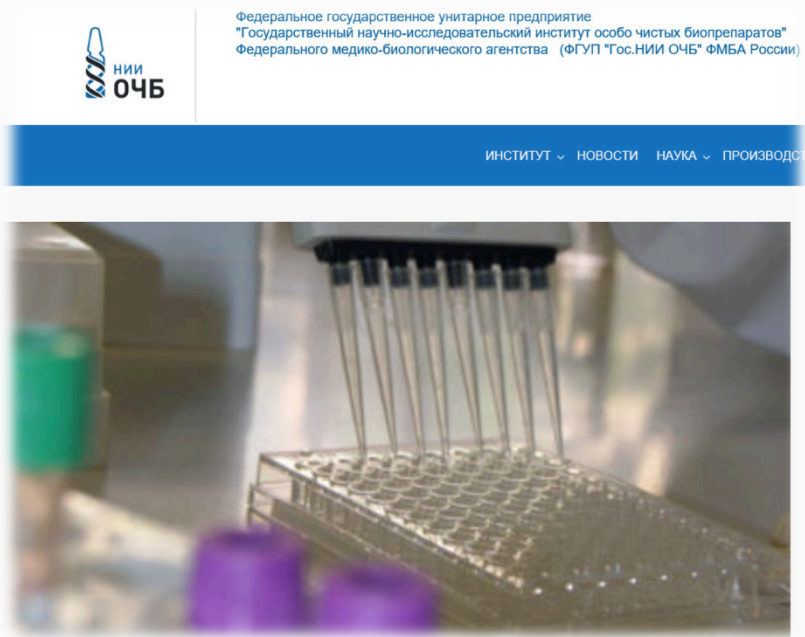 Федеральное государственное унитарное предприятие
"Государственный научно-исследовательский институт особо чистых биопрепаратов"
Федерального медико-биологического агентства (ФГУП "Гос.НИИ ОЧБ" ФМБА России)
НИИ
ОЧБ
ИНСТИТУТ НОВОСТИ НАУКА ПРОИЗВОДСТ